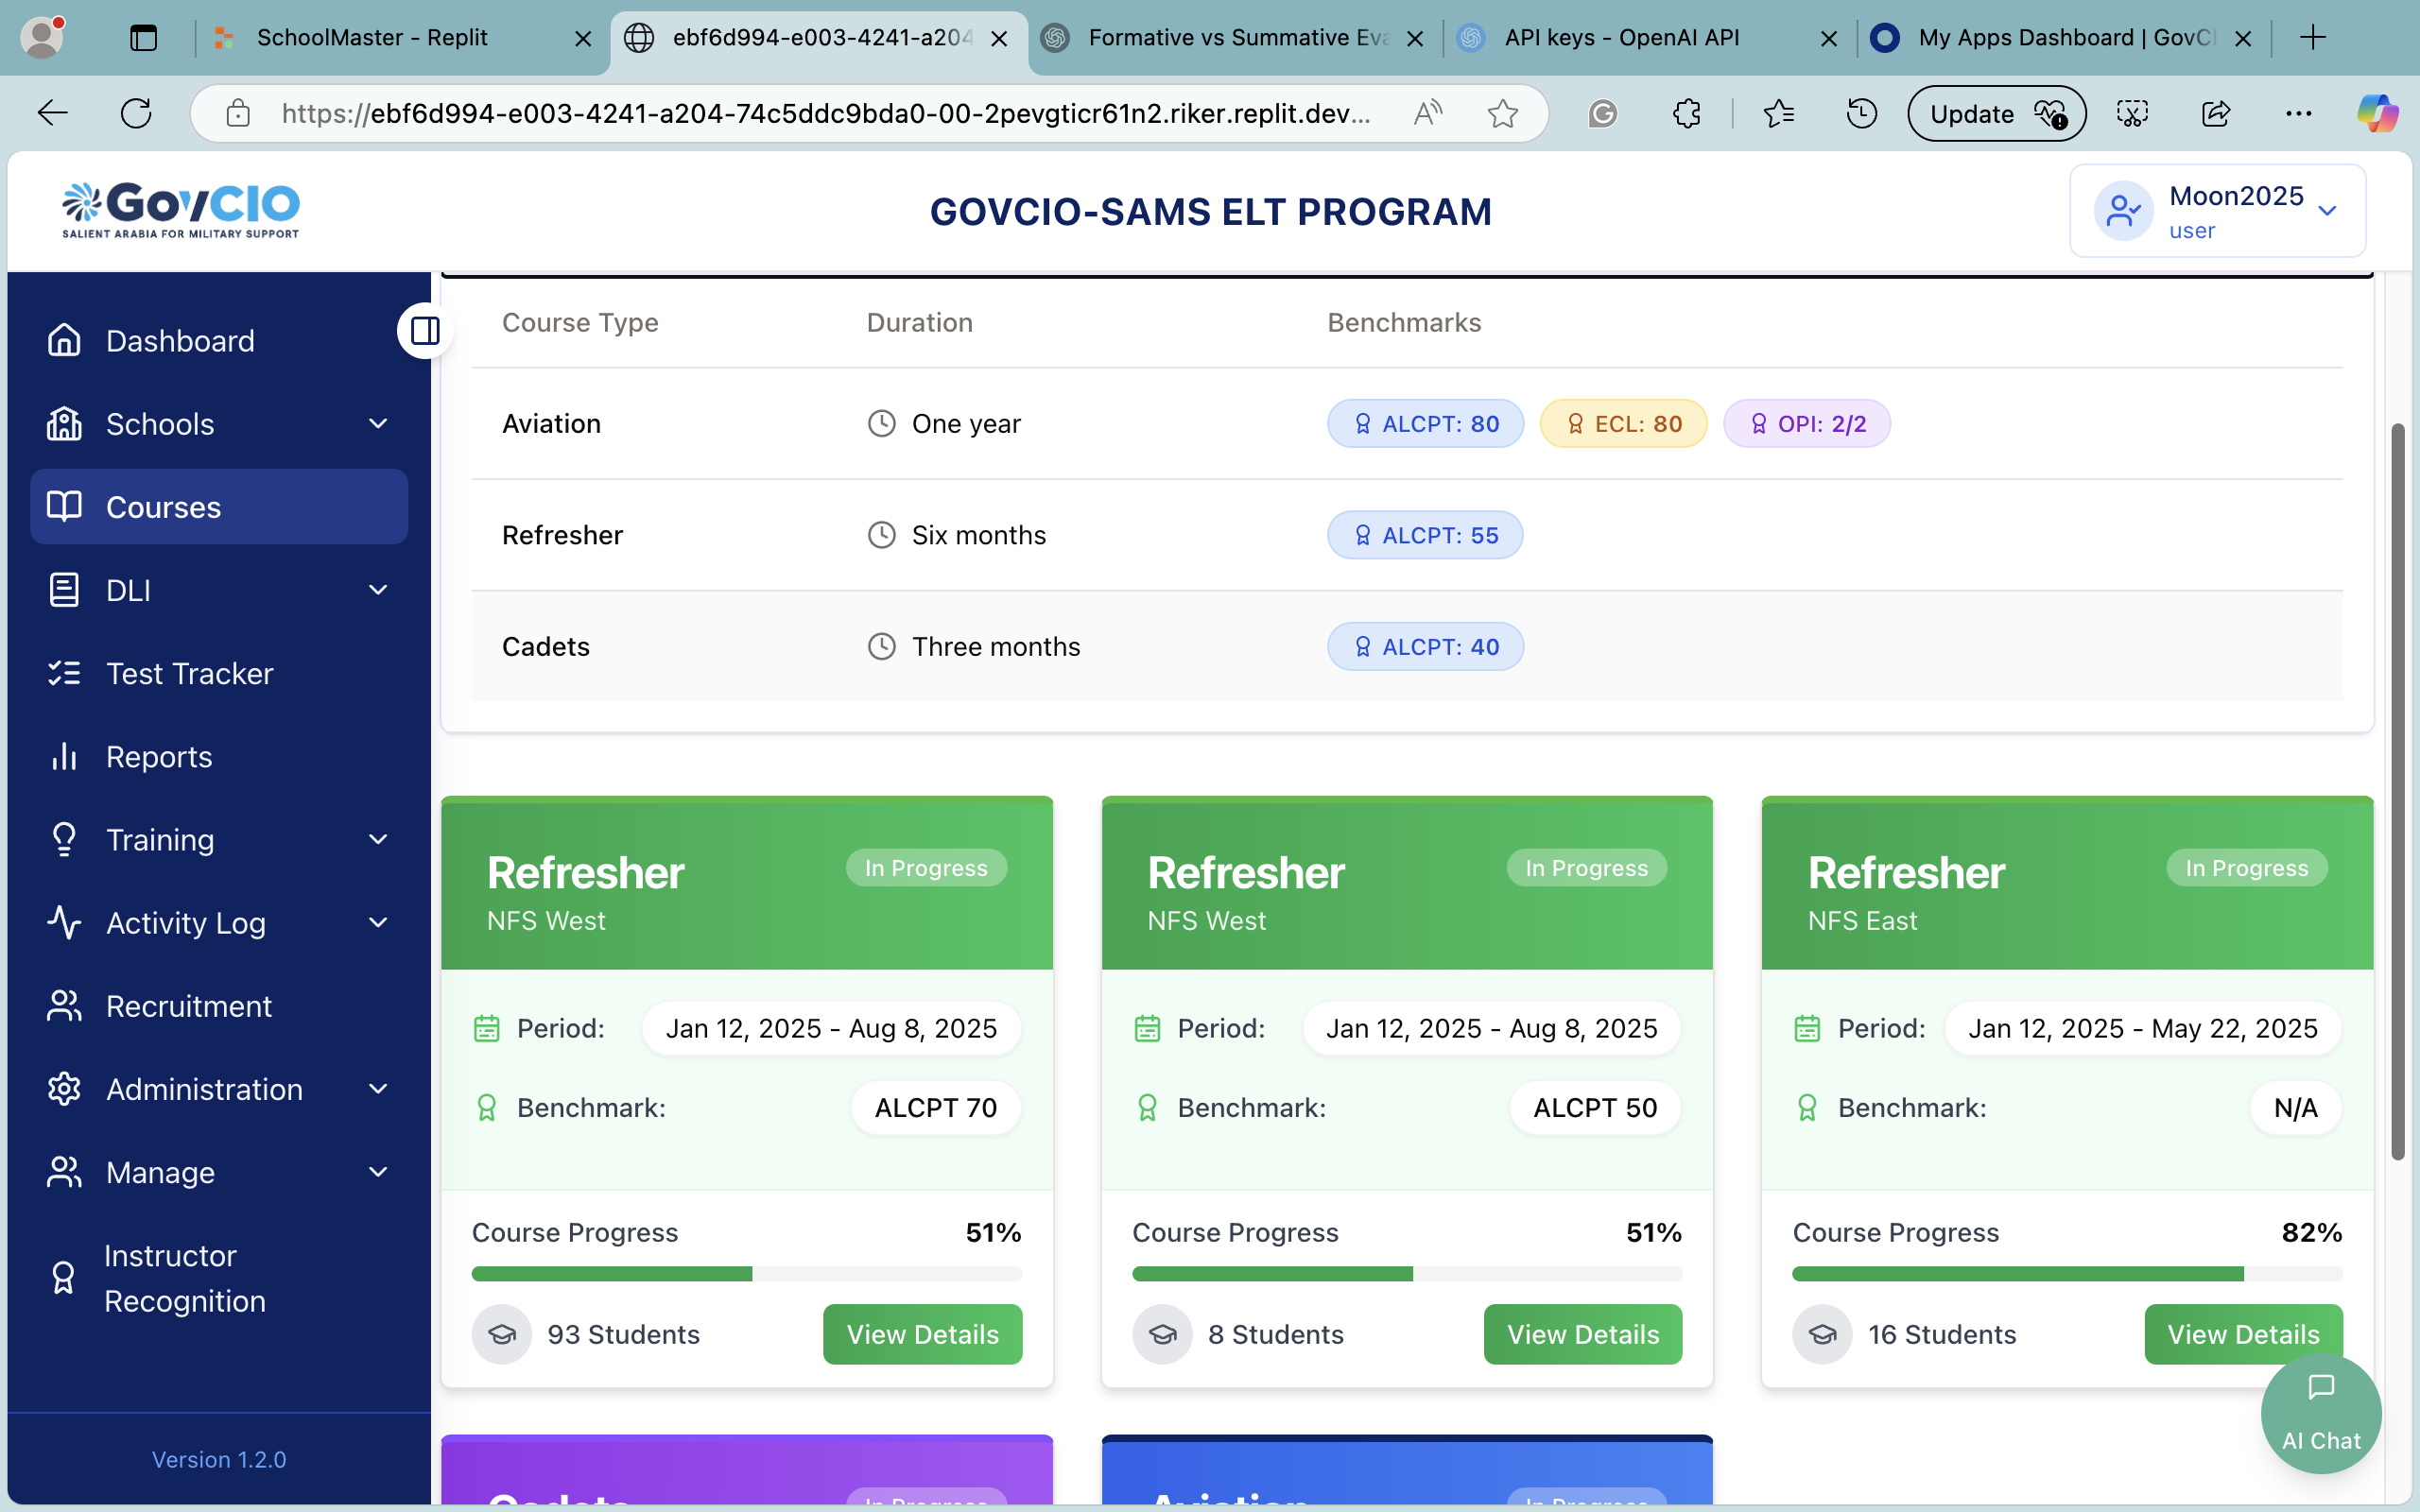 SchoolMaster - Replit
ebf6d994-e003-4241-a204
Formative vs Summative Eva
API keys - OpenAI API
My Apps Dashboard | GovCI
https://ebf6d994-e003-4241-a204-74c5ddc9bda0-00-2pevgticr61n2.riker.replit.dev...
Update
GovCIO
SALIENT ARABIA FOR MILITARY SUPPORT
GOVCIO-SAMS ELT PROGRAM
Moon2025
user
Dashboard
Schools
Courses
DLI
Test Tracker
Reports
Training
Activity Log
Recruitment
Administration
Manage
Instructor
Recognition
Version 1.2.0
Course Type Duration Benchmarks
Aviation One year ALCPT: 80 ECL: 80 OPI: 2/2
Refresher Six months ALCPT: 55
Cadets Three months ALCPT: 40
Refresher In Progress
NFS West
Period: Jan 12, 2025 - Aug 8, 2025
Benchmark: ALCPT 70
Course Progress 51%
93 Students View Details
Refresher In Progress
NFS West
Period: Jan 12, 2025 - Aug 8, 2025
Benchmark: ALCPT 50
Course Progress 51%
8 Students View Details
Refresher In Progress
NFS East
Period: Jan 12, 2025 - May 22, 2025
Benchmark: N/A
Course Progress 82%
16 Students View Details
Cadets In Progress
Aviation In Progress
AI Chat